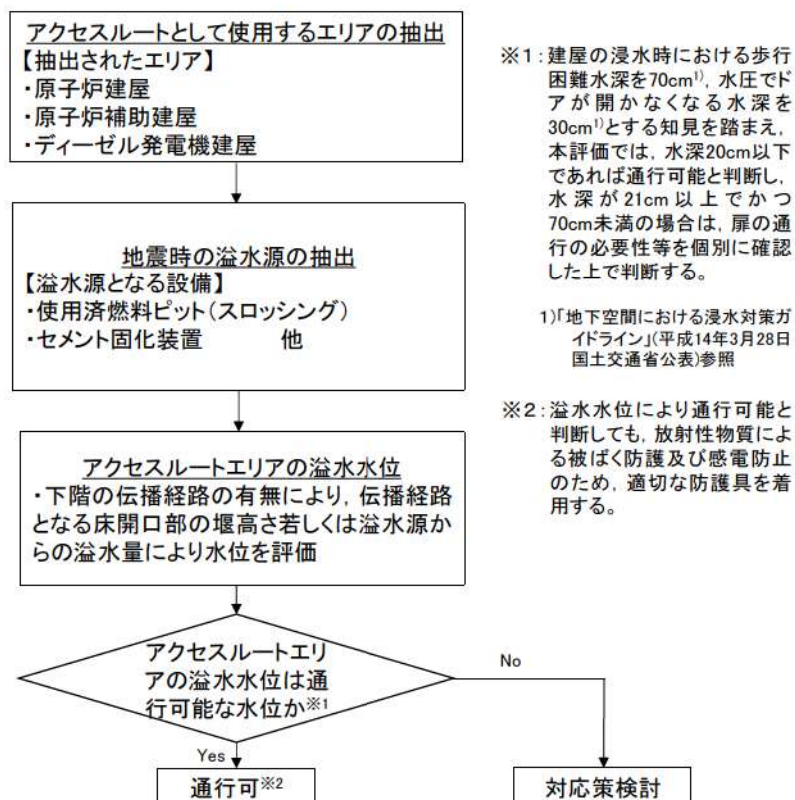 アクセスルートとして使用するエリアの抽出
【抽出されたエリア】
・原子炉建屋
・原子炉補助建屋
・ディーゼル発電機建屋
地震時の溢水源の抽出
【溢水源となる設備】
・使用済燃料ピット(スロッシング)
・セメント固化装置 他
アクセスルートエリアの溢水水位
・下階の伝播経路の有無により，伝播経路
となる床開口部の堰高さ若しくは溢水源か
らの溢水量により水位を評価
アクセスルートエリ
アの溢水水位は通
行可能な水位か※1
No
Yes
通行可※2
対応策検討
※１：建屋の浸水時における歩行
困難水深を70cm1)，水圧でド
アが開かなくなる水深を
30cm1)とする知見を踏まえ，
本評価では，水深20cm以下
であれば通行可能と判断し，
水深が21cm以上でかつ
70cm未満の場合は，扉の通
行の必要性等を個別に確認
した上で判断する。
1)「地下空間における浸水対策ガ
イドライン」(平成14年3月28日
国土交通省公表)参照
※２：溢水水位により通行可能と
判断しても，放射性物質によ
る被ばく防護及び感電防止
のため，適切な防護具を着
用する。